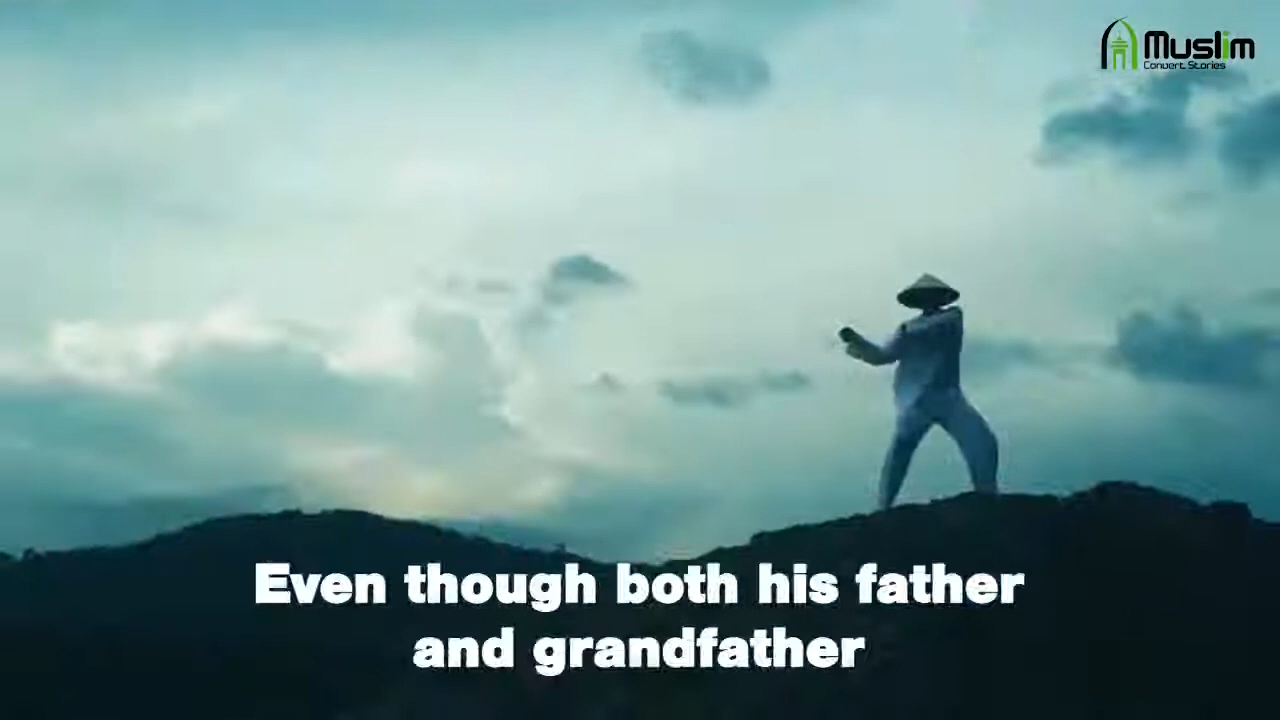 Muslim
Convert Stories
Even though both his father
and grandfather